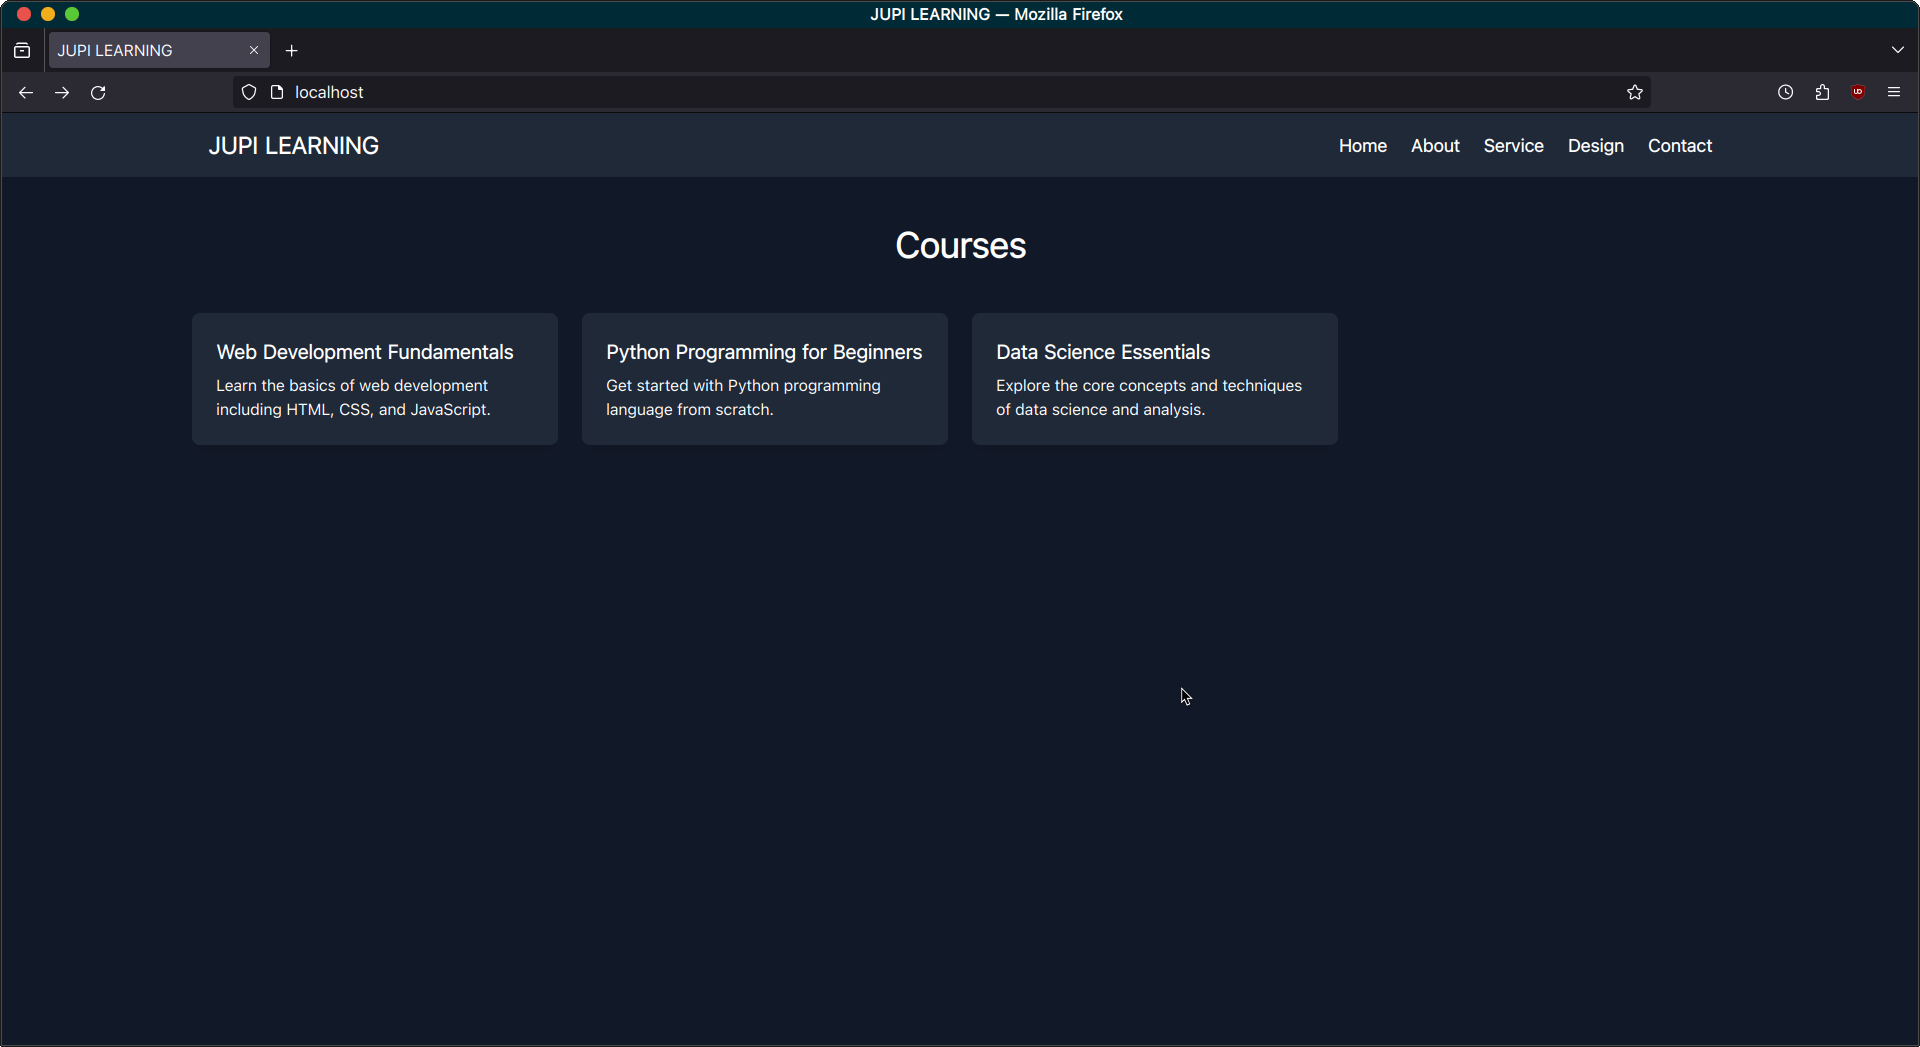 JUPI LEARNING — Mozilla Firefox
JUPI LEARNING
localhost
JUPI LEARNING
Home About Service Design Contact
Courses
Web Development Fundamentals
Learn the basics of web development
including HTML, CSS, and JavaScript.
Python Programming for Beginners
Get started with Python programming
language from scratch.
Data Science Essentials
Explore the core concepts and techniques
of data science and analysis.